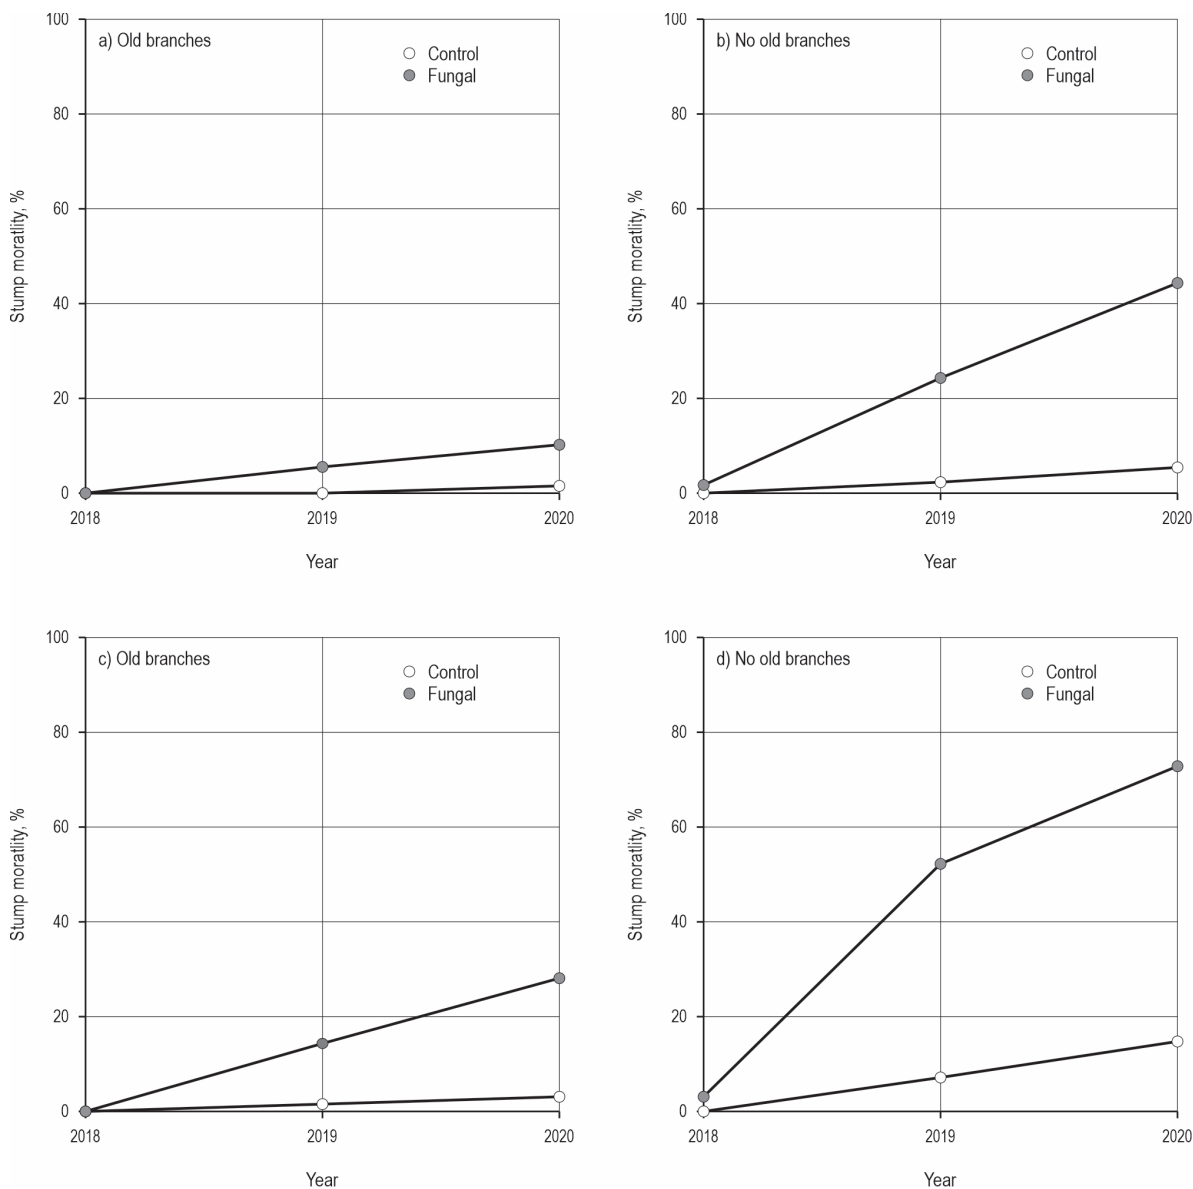 100
a) Old branches
Control
Fungal
80
60
40
20
0
2018
2019
2020
Stump moratlity, %
Year
100
b) No old branches
Control
Fungal
80
60
40
20
0
2018
2019
2020
Stump moratlity, %
Year
100
c) Old branches
Control
Fungal
80
60
40
20
0
2018
2019
2020
Stump moratlity, %
Year
100
d) No old branches
Control
Fungal
80
60
40
20
0
2018
2019
2020
Stump moratlity, %
Year